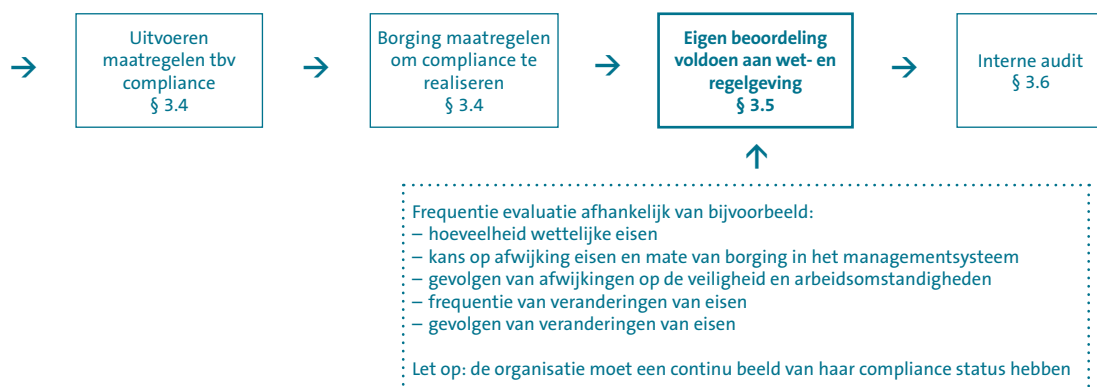 Uitvoeren
maatregelen tbv
compliance
§ 3.4
Borging maatregelen
om compliance te
realiseren
§ 3.4
Eigen beoordeling
voldoen aan wet- en
regelgeving
§ 3.5
Interne audit
§ 3.6
Frequentie evaluatie afhankelijk van bijvoorbeeld:
– hoeveelheid wettelijke eisen
– kans op afwijking eisen en mate van borging in het managementsysteem
– gevolgen van afwijkingen op de veiligheid en arbeidsomstandigheden
– frequentie van veranderingen van eisen
– gevolgen van veranderingen van eisen
Let op: de organisatie moet een continu beeld van haar compliance status hebben